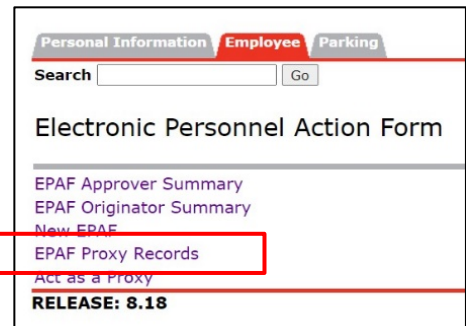 Personal Information Employee Parking
Search Go
Electronic Personnel Action Form
EPAF Approver Summary
EPAF Originator Summary
New EPAF
EPAF Proxy Records
Act as a Proxy
RELEASE: 8.18